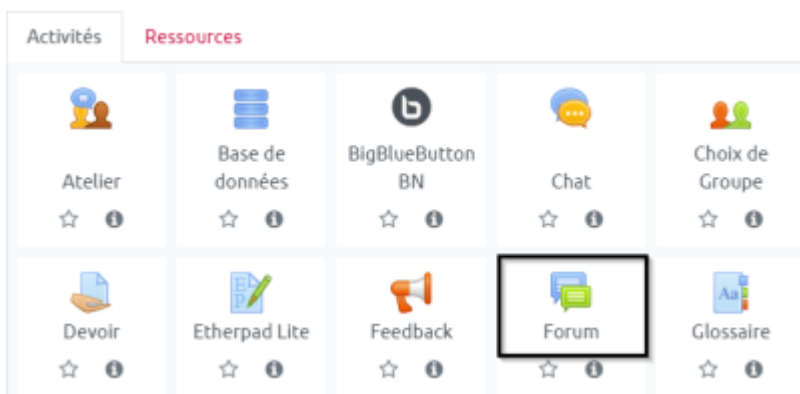 Activités Ressources
Base de BigBlueButton Choix de
Atelier données BN Chat Groupe
Devoir Etherpad Lite Feedback Forum Glossaire